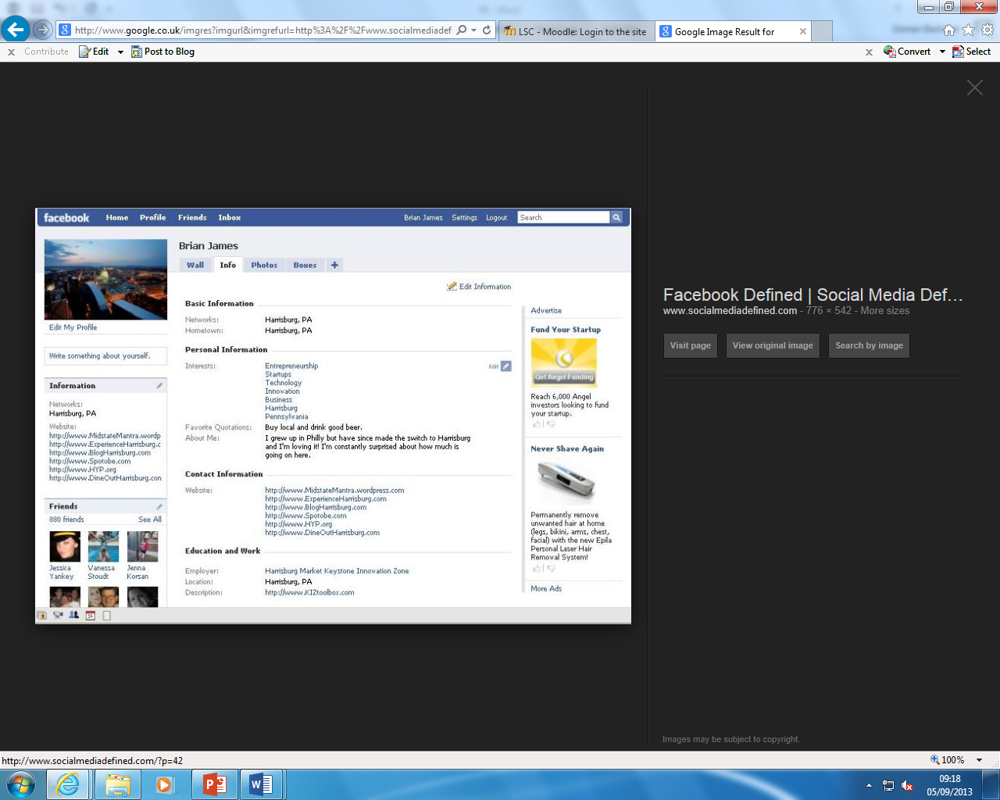 http://www.google.co.uk/imgres?imgurl&imgrefurl=http%3A%2F%2Fwww.socialmediadef
LSC - Moodle: Login to the site
Google Image Result for
x Contribute Edit Post to Blog
x Convert Select
facebook Home Profile Friends Inbox Brian James Settings Logout Search
Brian James
Wall Info Photos Boxes +
Edit Information
Edit My Profile
Write something about yourself.
Information
Networks:
Harrisburg, PA
Website:
http://www.MidstateMantra.wordp
http://www.ExperienceHarrisburg.c
http://www.BlogHarrisburg.com
http://www.Spotobe.com
http://www.HYP.org
http://www.DineOutHarrisburg.con
Friends
880 friends See All
Jessica Yankey
Vanessa Stoudt
Jenna Korsan
Basic Information
Networks: Harrisburg, PA
Hometown: Harrisburg, PA
Personal Information
Interests: Entrepreneurship
Edit
Startups
Technology
Innovation
Business
Harrisburg
Pennsylvania
Favorite Quotations: Buy local and drink good beer.
About Me: I grew up in Philly but have since made the switch to Harrisburg
and I'm loving it! I'm constantly surprised about how much is
going on here.
Contact Information
Website: http://www.MidstateMantra.wordpress.com
http://www.ExperienceHarrisburg.com
http://www.BlogHarrisburg.com
http://www.Spotobe.com
http://www.HYP.org
http://www.DineOutHarrisburg.com
Education and Work
Employer: Harrisburg Market Keystone Innovation Zone
Location: Harrisburg, PA
Description: http://www.KIZtoolbox.com
Advertise
Fund Your Startup
Get Angel Funding
Reach 6,000 Angel
investors looking to fund
your startup.
Never Shave Again
Permanently remove
unwanted hair at home
(legs, bikini, arms, chest,
facial) with the new Epila
Personal Laser Hair
Removal System!
More Ads
Facebook Defined | Social Media Def...
www.socialmediadefined.com - 776 × 542 - More sizes
Visit page
View original image
Search by image
Images may be subject to copyright.
http://www.socialmediadefined.com/?p=42
100%
09:18
05/09/2013